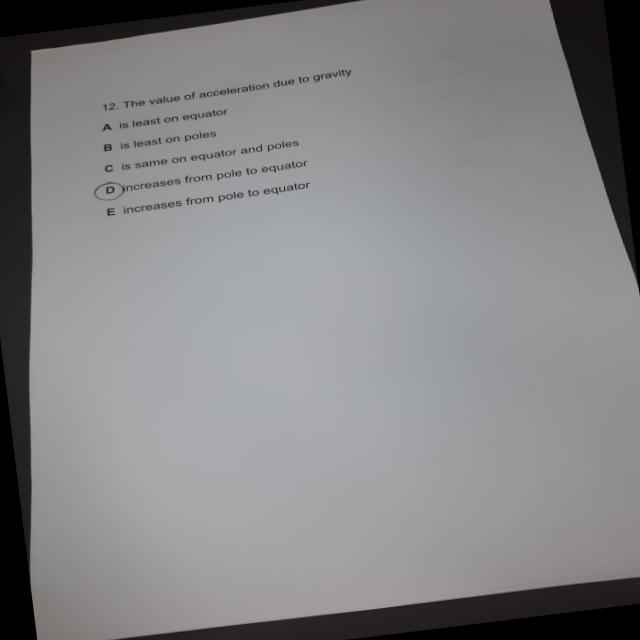 12. The value of acceleration due to gravity
A is least on equator
B is least on poles
C is same on equator and poles
D increases from pole to equator
E increases from pole to equator